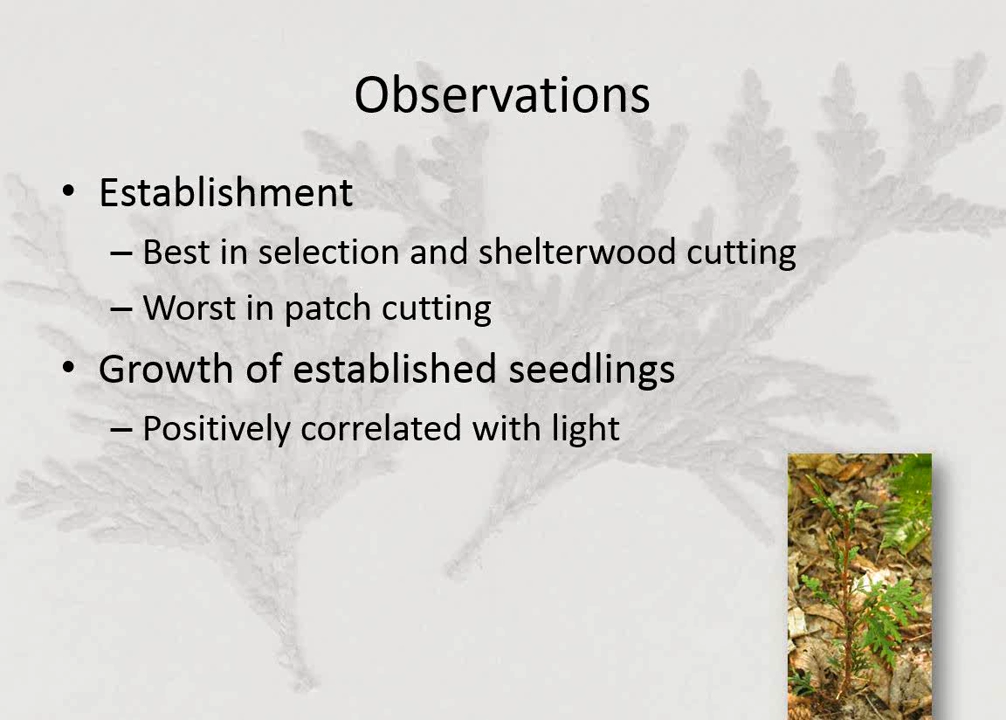 Observations
• Establishment
– Best in selection and shelterwood cutting
– Worst in patch cutting
• Growth of established seedlings
– Positively correlated with light